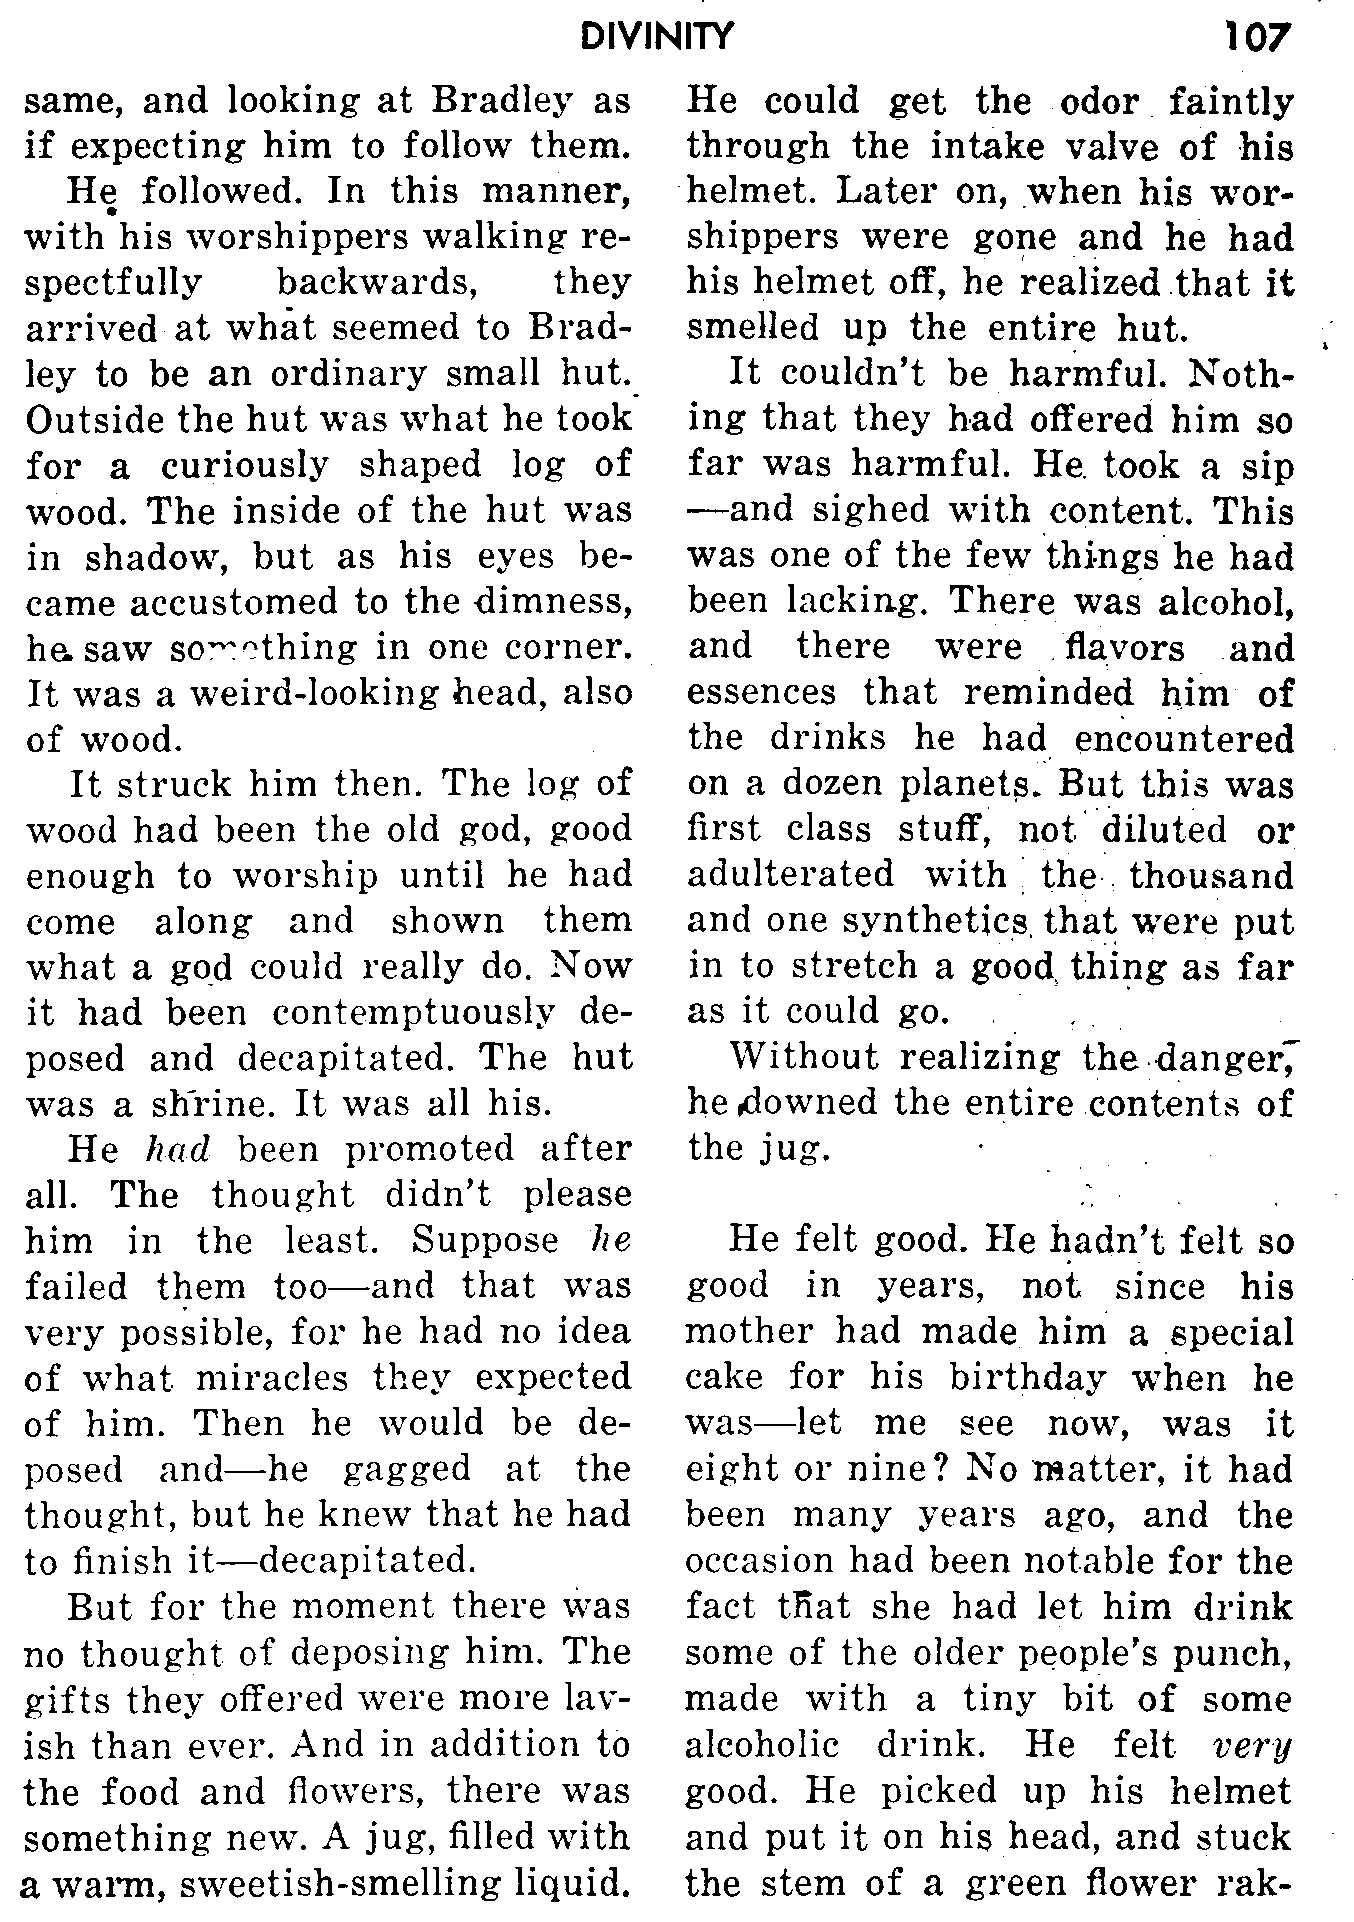 DIVINITY 107
same, and looking at Bradley as
if expecting him to follow them.
He followed. In this manner,
with his worshippers walking re-
spectfully backwards, they
arrived at what seemed to Brad-
ley to be an ordinary small hut.
Outside the hut was what he took
for a curiously shaped log of
wood. The inside of the hut was
in shadow, but as his eyes be-
came accustomed to the dimness,
he saw something in one corner.
It was a weird-looking head, also
of wood.
It struck him then. The log of
wood had been the old god, good
enough to worship until he had
come along and shown them
what a god could really do. Now
it had been contemptuously de-
posed and decapitated. The hut
was a shrine. It was all his.
He had been promoted after
all. The thought didn't please
him in the least. Suppose he
failed them too—and that was
very possible, for he had no idea
of what miracles they expected
of him. Then he would be de-
posed and—he gagged at the
thought, but he knew that he had
to finish it—decapitated.
But for the moment there was
no thought of deposing him. The
gifts they offered were more lav-
ish than ever. And in addition to
the food and flowers, there was
something new. A jug, filled with
a warm, sweetish-smelling liquid.
He could get the odor faintly
through the intake valve of his
helmet. Later on, when his wor-
shippers were gone and he had
his helmet off, he realized that it
smelled up the entire hut.
It couldn't be harmful. Noth-
ing that they had offered him so
far was harmful. He took a sip
—and sighed with content. This
was one of the few things he had
been lacking. There was alcohol,
and there were flavors and
essences that reminded him of
the drinks he had encountered
on a dozen planets. But this was
first class stuff, not diluted or
adulterated with the thousand
and one synthetics that were put
in to stretch a good thing as far
as it could go.
Without realizing the danger,
he downed the entire contents of
the jug.
He felt good. He hadn't felt so
good in years, not since his
mother had made him a special
cake for his birthday when he
was—let me see now, was it
eight or nine? No matter, it had
been many years ago, and the
occasion had been notable for the
fact that she had let him drink
some of the older people's punch,
made with a tiny bit of some
alcoholic drink. He felt very
good. He picked up his helmet
and put it on his head, and stuck
the stem of a green flower rak-